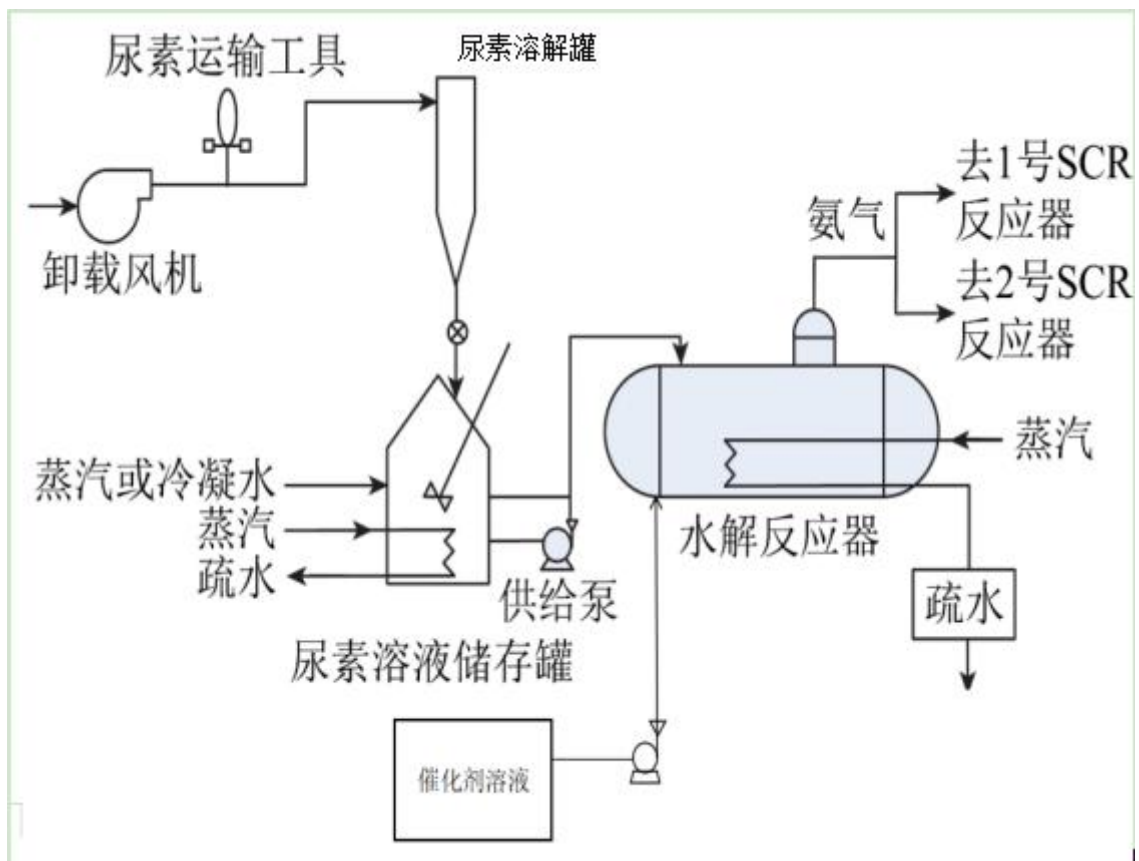 尿素运输工具
尿素溶解罐
卸载风机
氨气
去1号SCR
反应器
去2号SCR
反应器
蒸汽或冷凝水
蒸汽
疏水
供给泵
尿素溶液储存罐
水解反应器
蒸汽
疏水
催化剂溶液